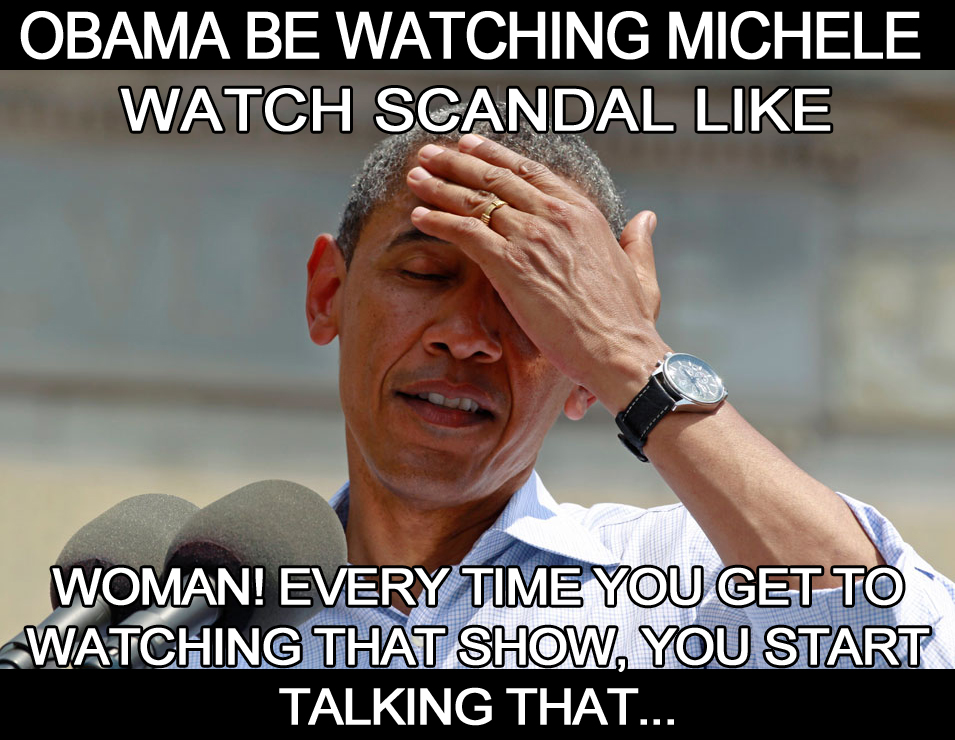 OBAMA BE WATCHING MICHELE
WATCH SCANDAL LIKE
WOMAN! EVERY TIME YOU GET TO
WATCHING THAT SHOW, YOU START
TALKING THAT...